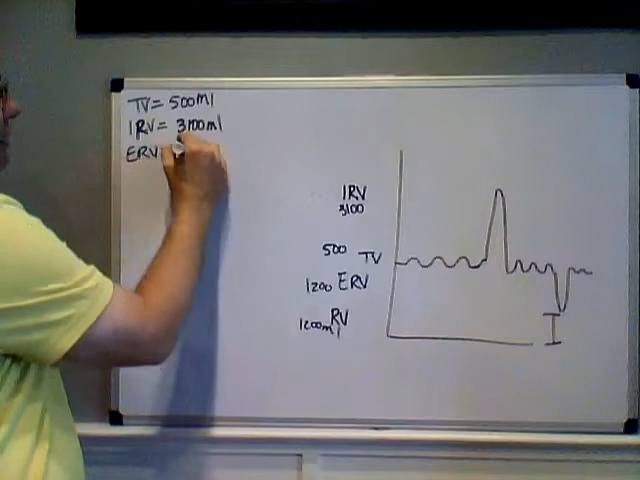 TV= 500ml
IRV= 3100ml
ERV
IRV
3100
500 TV
1200 ERV
1200ml RV